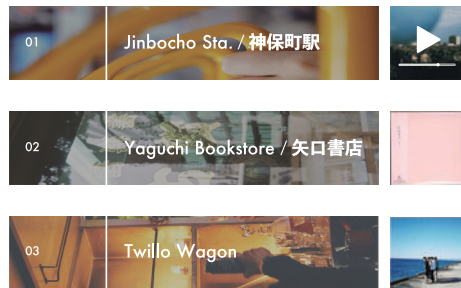 01
Jinbocho Sta. / 神保町駅
02
Yaguchi Bookstore / 矢口書店
03
Twillo Wagon